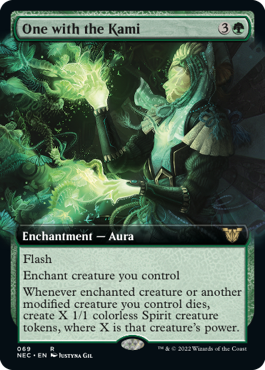 One with the Kami 3
Enchantment — Aura
Flash
Enchant creature you control
Whenever enchanted creature or another
modified creature you control dies,
create X 1/1 colorless Spirit creature
tokens, where X is that creature's power.
069 R
NEC • EN Justyna Gil
™ & © 2022 Wizards of the Coast